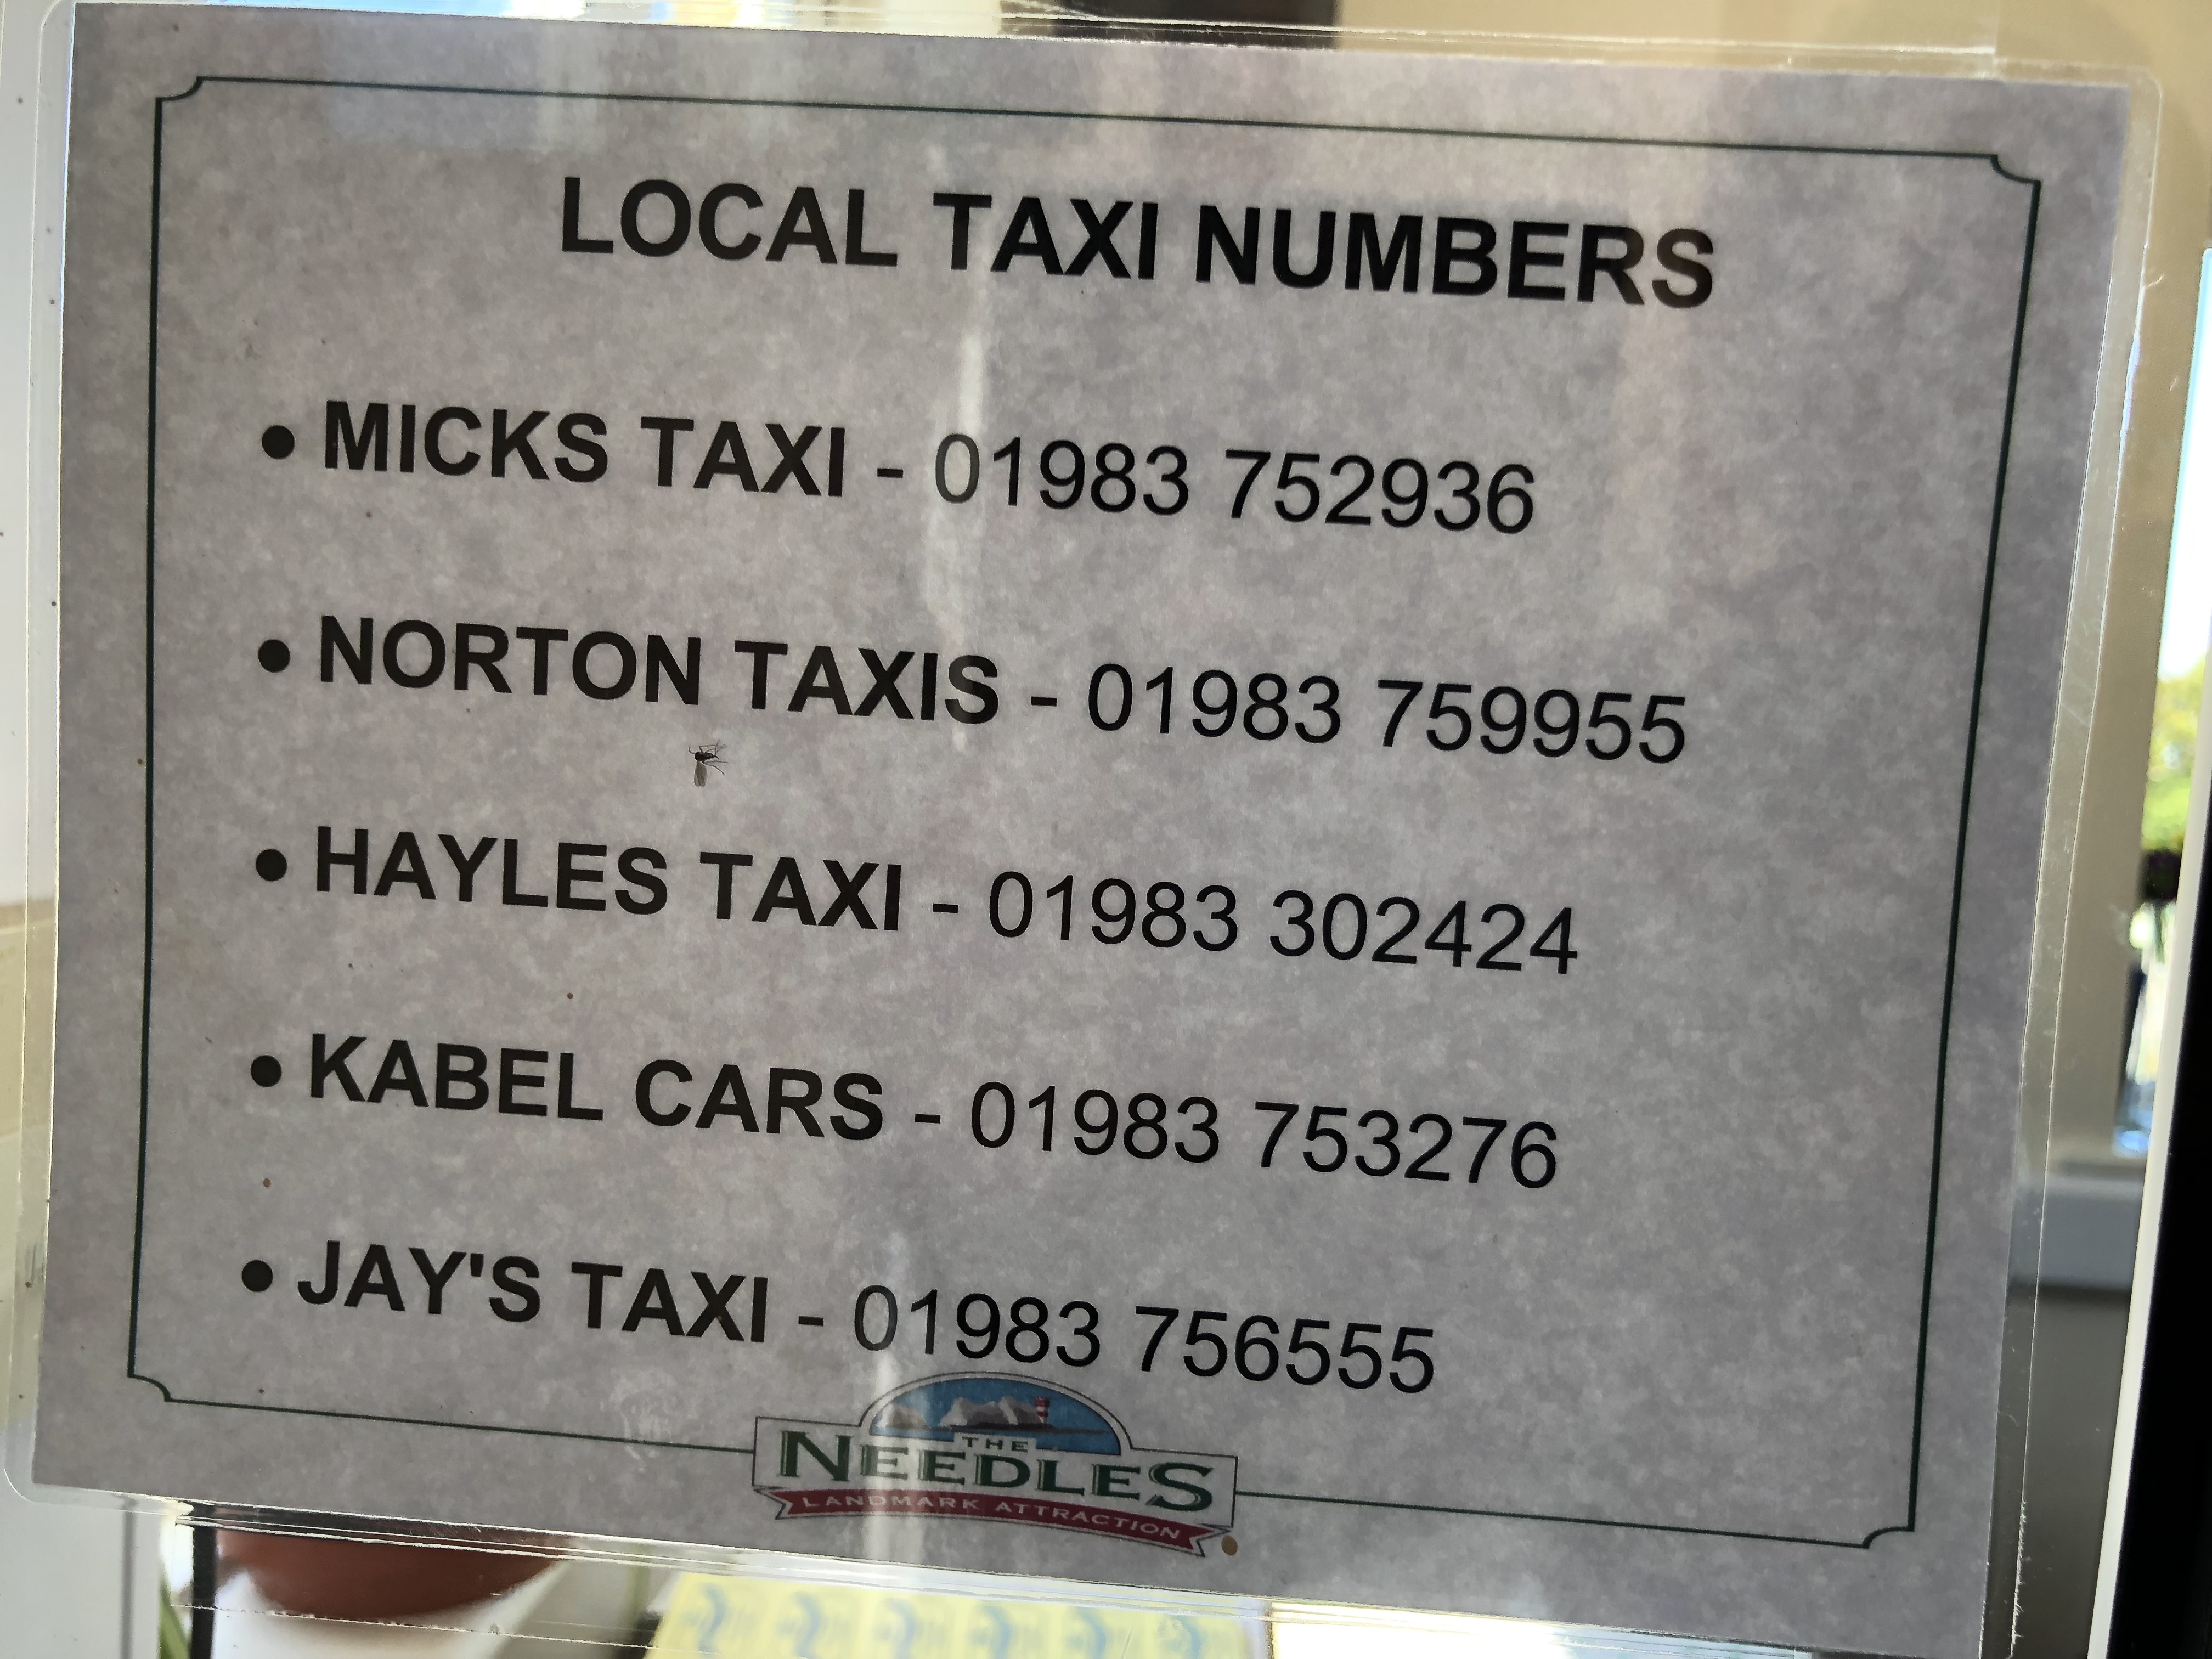 LOCAL TAXI NUMBERS
• MICKS TAXI - 01983 752936
• NORTON TAXIS - 01983 759955
• HAYLES TAXI - 01983 302424
• KABEL CARS - 01983 753276
• JAY'S TAXI - 01983 756555
THE
NEEDLES
LANDMARK ATTRACTION